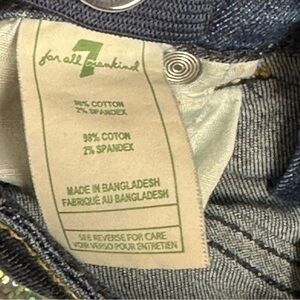 7
for all mankind
98% COTTON
2% SPANDEX
98% COTON
2% SPANDEX
MADE IN BANGLADESH
FABRIQUÉ AU BANGLADESH
SEE REVERSE FOR CARE
VOIR VERSO POUR ENTRETIEN